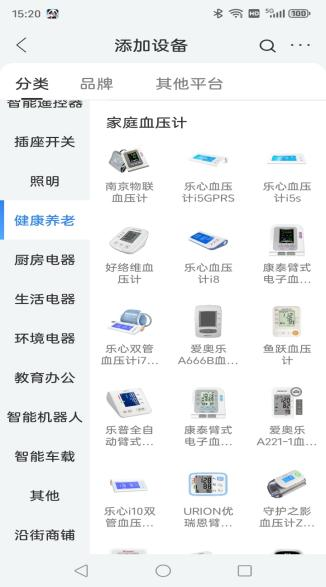 15:20
HD 5G 100
添加设备
分类 品牌 其他平台
智能遥控器
插座开关
照明
健康养老
厨房电器
生活电器
环境电器
教育办公
智能机器人
智能车载
其他
沿街商铺
家庭血压计
南京物联
血压计
乐心血压
计i5GPRS
乐心血压
计i5s
好络维血
压计
乐心血压
计i8
康泰臂式
电子血...
乐心双管
血压计i7...
爱奥乐
A666B血...
鱼跃血压
计
乐普全自
动臂式...
康泰臂式
电子血...
爱奥乐
A221-1血...
乐心i10双
管血压...
URION优
瑞恩臂...
守护之影
血压计Z...